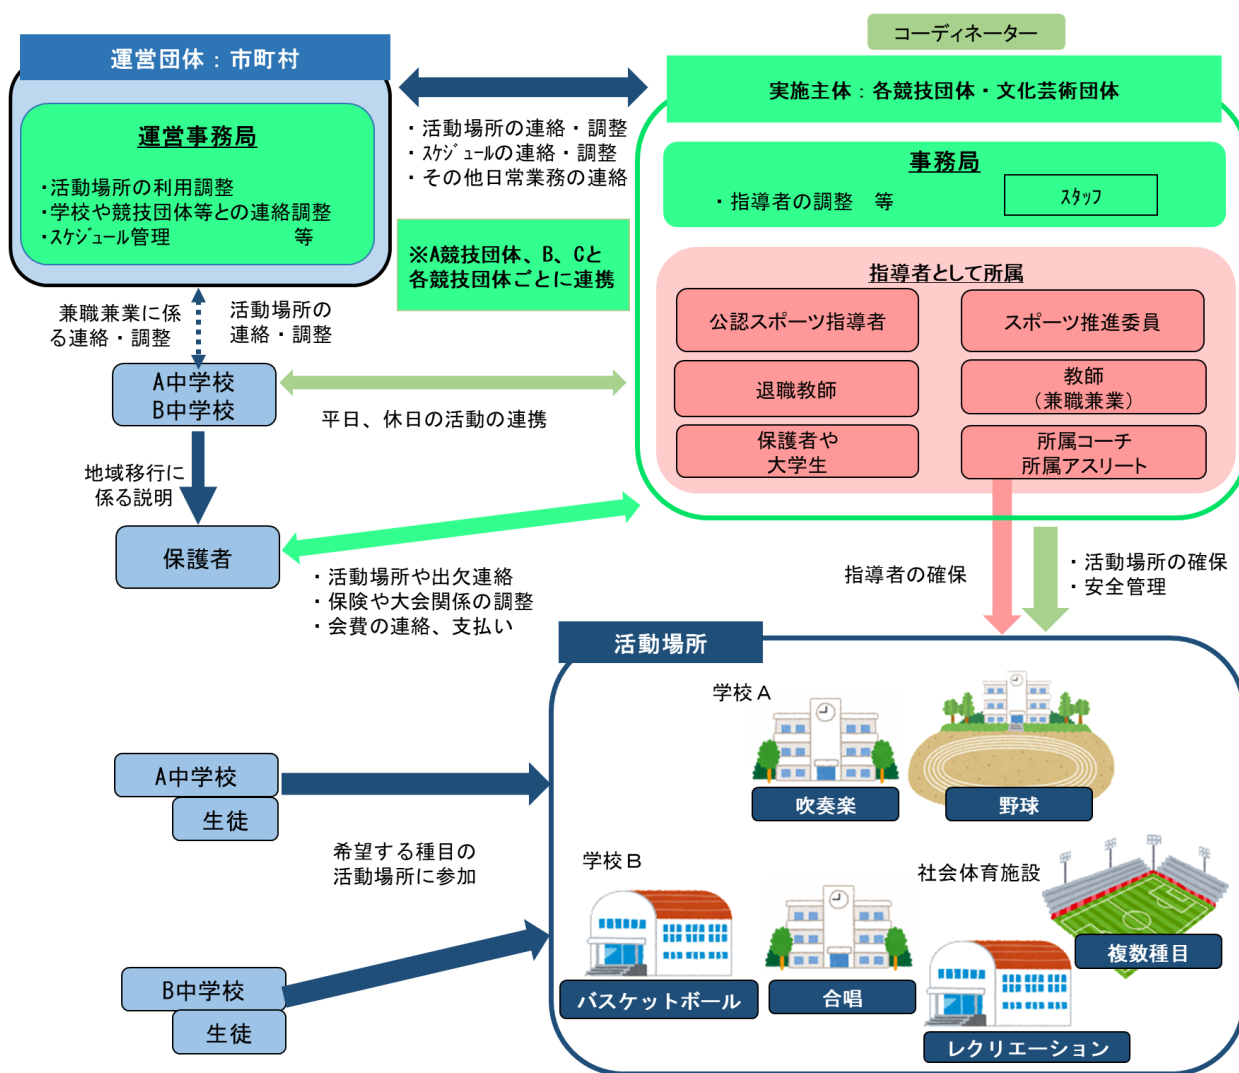 コーディネーター
運営団体：市町村
運営事務局
・活動場所の利用調整
・学校や競技団体等との連絡調整
・ｽｹｼﾞｭｰﾙ管理　等
・活動場所の連絡・調整
・ｽｹｼﾞｭｰﾙの連絡・調整
・その他日常業務の連絡
※A競技団体、B、Cと
各競技団体ごとに連携
実施主体：各競技団体・文化芸術団体
事務局
・指導者の調整　等
ｽﾀｯﾌ
指導者として所属
公認スポーツ指導者
スポーツ推進委員
退職教師
教師
（兼職兼業）
保護者や
大学生
所属コーチ
所属アスリート
兼職兼業に係
る連絡・調整
活動場所の
連絡・調整
A中学校
B中学校
平日、休日の活動の連携
地域移行に
係る説明
保護者
・活動場所や出欠連絡
・保険や大会関係の調整
・会費の連絡、支払い
指導者の確保
・活動場所の確保
・安全管理
活動場所
学校A
吹奏楽
野球
A中学校
生徒
希望する種目の
活動場所に参加
B中学校
生徒
学校B
バスケットボール
合唱
社会体育施設
複数種目
レクリエーション